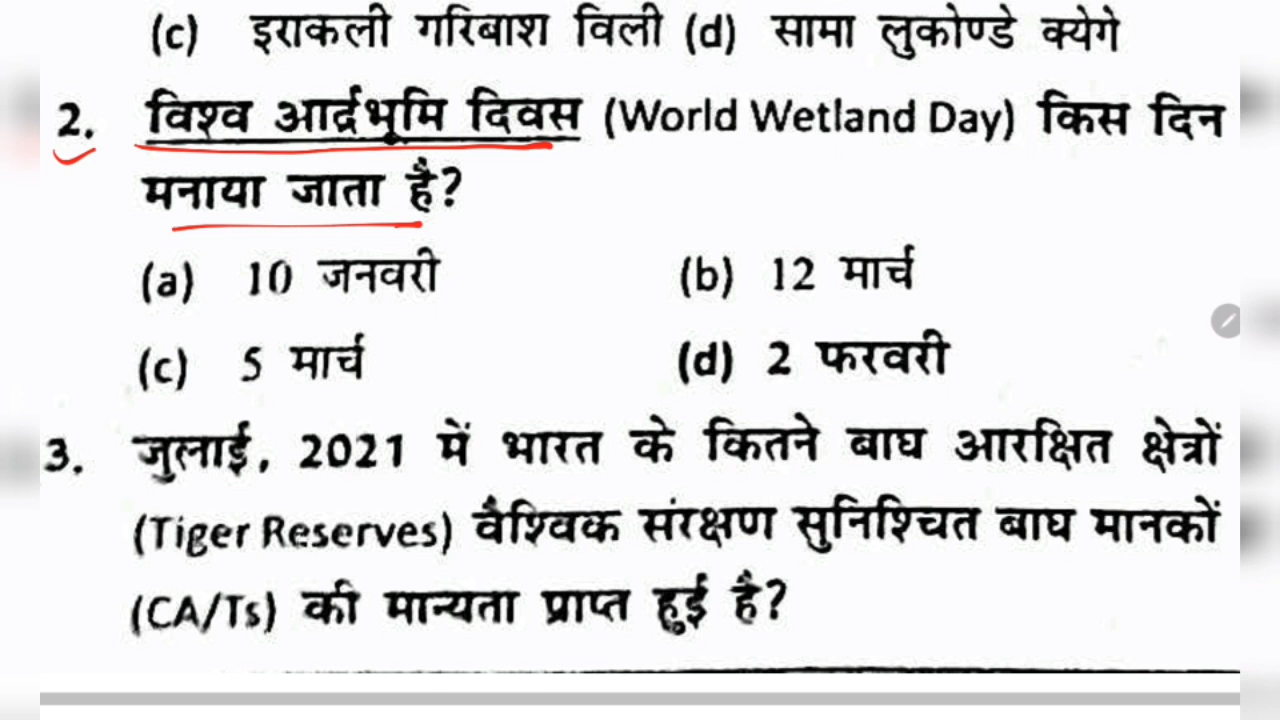 (c) इराकली गरिबाश विली (d) सामा लुकोण्डे क्येगे
2. विश्व आर्द्रभूमि दिवस (World Wetland Day) किस दिन
मनाया जाता है?
(a) 10 जनवरी (b) 12 मार्च
(c) 5 मार्च (d) 2 फरवरी
3. जुलाई, 2021 में भारत के कितने बाघ आरक्षित क्षेत्रों
(Tiger Reserves) वैश्विक संरक्षण सुनिश्चित बाघ मानकों
(CA/Ts) की मान्यता प्राप्त हुई है?